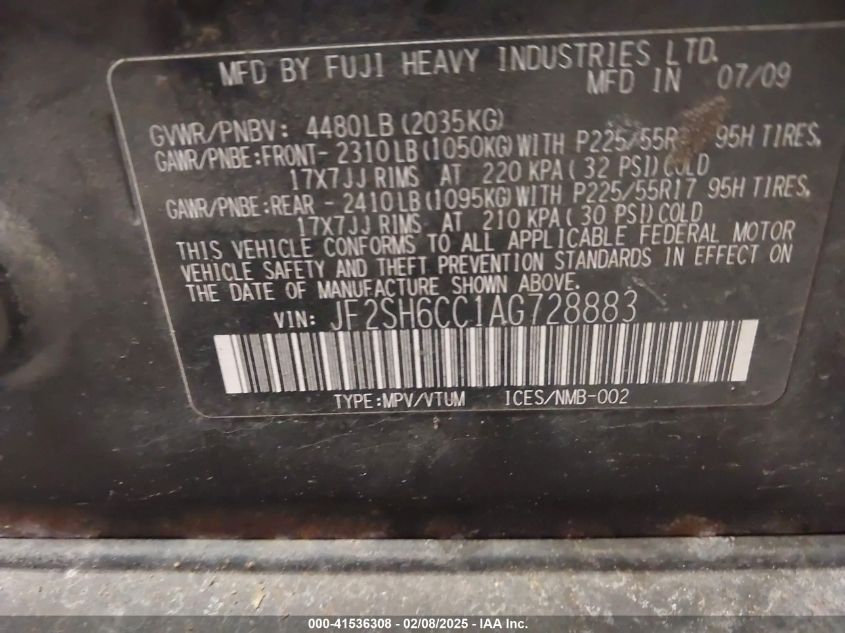 MFD BY FUJI HEAVY INDUSTRIES LTD.
MFD IN 07/09
GVWR/PNBV: 4480LB(2035KG)
GAWR/PNBE:FRONT-2310LB(1050KG)WITH P225/55R 95H TIRES,
17X7JJ RIMS AT 220 KPA(32 PSI)COLD
GAWR/PNBE:REAR -2410LB(1095KG)WITH P225/55R17 95H TIRES,
17X7JJ RIMS AT 210 KPA(30 PSI)COLD
THIS VEHICLE CONFORMS TO ALL APPLICABLE FEDERAL MOTOR
VEHICLE SAFETY AND THEFT PREVENTION STANDARDS IN EFFECT ON
THE DATE OF MANUFACTURE SHOWN ABOVE.
VIN: JF2SH6CC1AG728883
TYPE:MPV/VTUM ICES/NMB-002
000-41536308 - 02/08/2025 - © IAA Holdings, Inc.